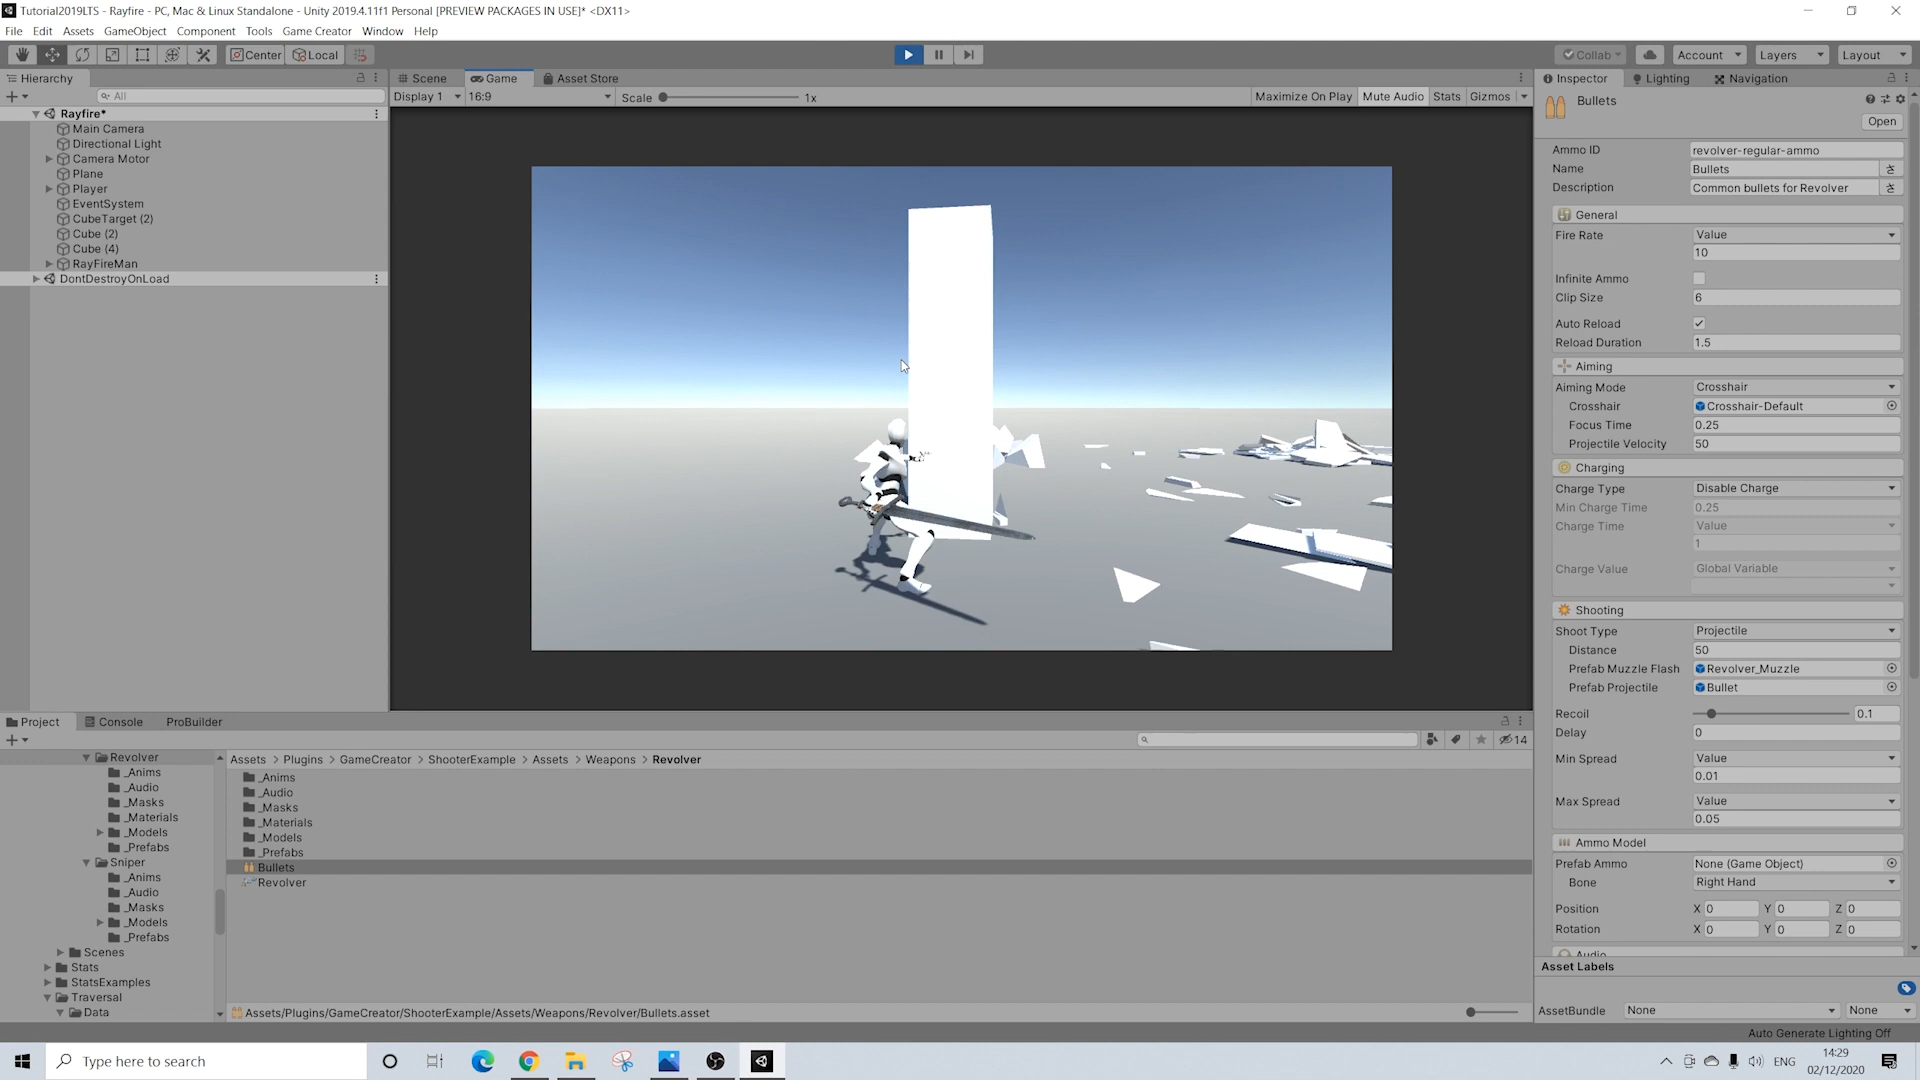 Tutorial2019LTS - Rayfire - PC, Mac & Linux Standalone - Unity 2019.4.11f1 Personal [PREVIEW PACKAGES IN USE]* <DX11>
File Edit Assets GameObject Component Tools Game Creator Window Help
Center Local Collab Account Layers Layout
Hierarchy
All
Rayfire*
Main Camera
Directional Light
Camera Motor
Plane
Player
EventSystem
CubeTarget (2)
Cube (2)
Cube (4)
RayFireMan
DontDestroyOnLoad
Scene Game Asset Store
Display 1 16:9 Scale 1x Maximize On Play Mute Audio Stats Gizmos
Inspector Lighting Navigation
Bullets
Open
Ammo ID revolver-regular-ammo
Name Bullets
Description Common bullets for Revolver
General
Fire Rate Value
10
Infinite Ammo
Clip Size 6
Auto Reload
Reload Duration 1.5
Aiming
Aiming Mode Crosshair
Crosshair Crosshair-Default
Focus Time 0.25
Projectile Velocity 50
Charging
Charge Type Disable Charge
Min Charge Time 0.25
Charge Time Value
1
Charge Value Global Variable
Shooting
Shoot Type Projectile
Distance 50
Prefab Muzzle Flash Revolver_Muzzle
Prefab Projectile Bullet
Recoil 0.1
Delay 0
Min Spread Value
0.01
Max Spread Value
0.05
Ammo Model
Prefab Ammo None (Game Object)
Bone Right Hand
Position X 0 Y 0 Z 0
Rotation X 0 Y 0 Z 0
Audio
Asset Labels
AssetBundle None None
Project Console ProBuilder
14
Revolver
_Anims
_Audio
_Masks
_Materials
_Models
_Prefabs
Sniper
_Anims
_Audio
_Masks
_Models
_Prefabs
Scenes
Stats
StatsExamples
Traversal
Data
Assets > Plugins > GameCreator > ShooterExample > Assets > Weapons > Revolver
_Anims
_Audio
_Masks
_Materials
_Models
_Prefabs
Bullets
Revolver
Assets/Plugins/GameCreator/ShooterExample/Assets/Weapons/Revolver/Bullets.asset
Auto Generate Lighting Off
Type here to search
ENG
14:29
02/12/2020